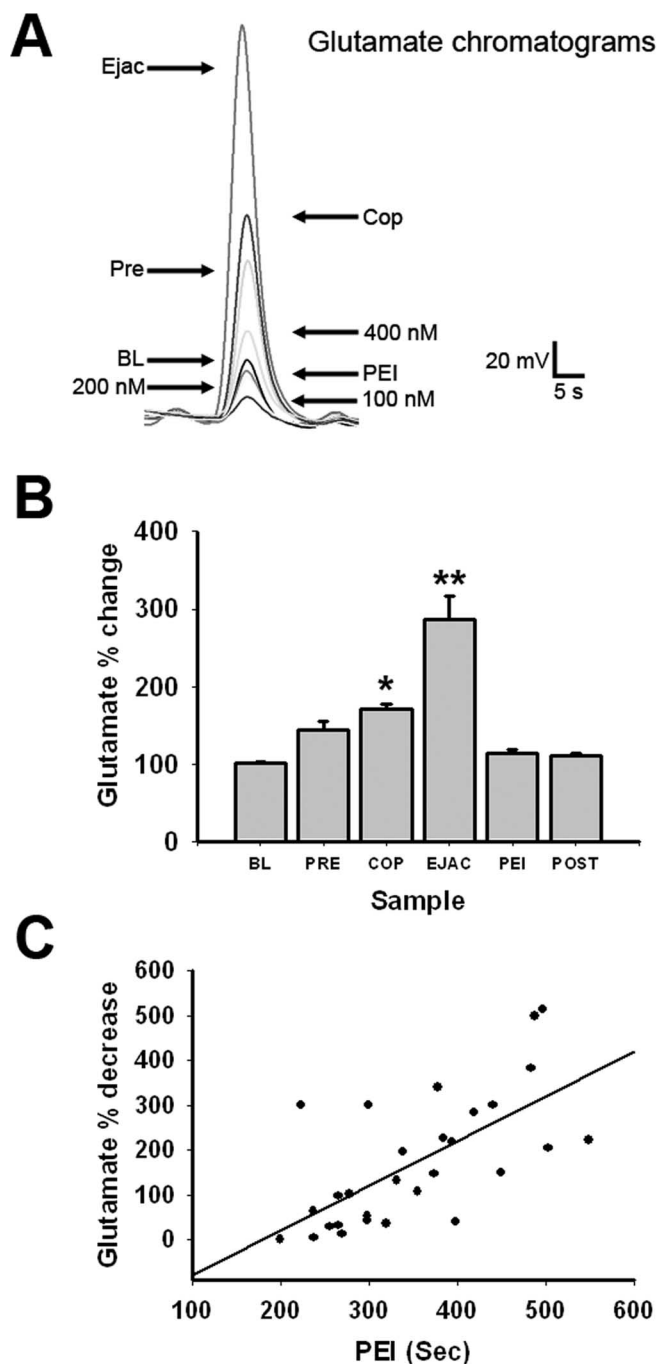 A
Glutamate chromatograms
Ejac
Cop
Pre
400 nM
BL
PEI
200 nM
100 nM
20 mV
5 s
B
Glutamate % change
400
300
200
100
0
*
**
BL PRE COP EJAC PEI POST
Sample
C
Glutamate % decrease
600
500
400
300
200
100
0
100 200 300 400 500 600
PEI (Sec)